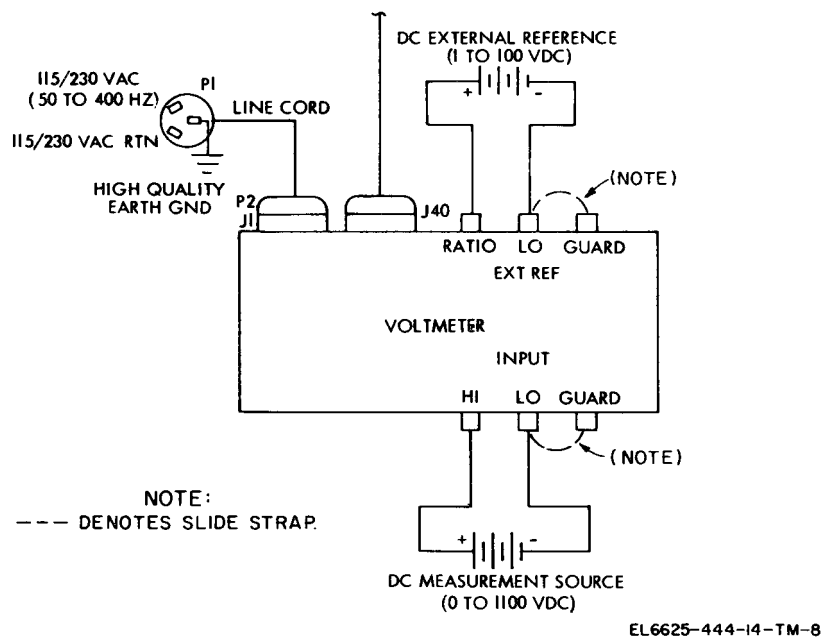 DC EXTERNAL REFERENCE
(1 TO 100 VDC)
+ -
115/230 VAC
(50 TO 400 HZ)
P1
LINE CORD
115/230 VAC RTN
HIGH QUALITY
EARTH GND
P2
J1
J40
(NOTE)
RATIO LO GUARD
EXT REF
VOLTMETER
INPUT
HI LO GUARD
(NOTE)
NOTE:
--- DENOTES SLIDE STRAP.
+ -
DC MEASUREMENT SOURCE
(0 TO 1100 VDC)
EL6625-444-14-TM-8